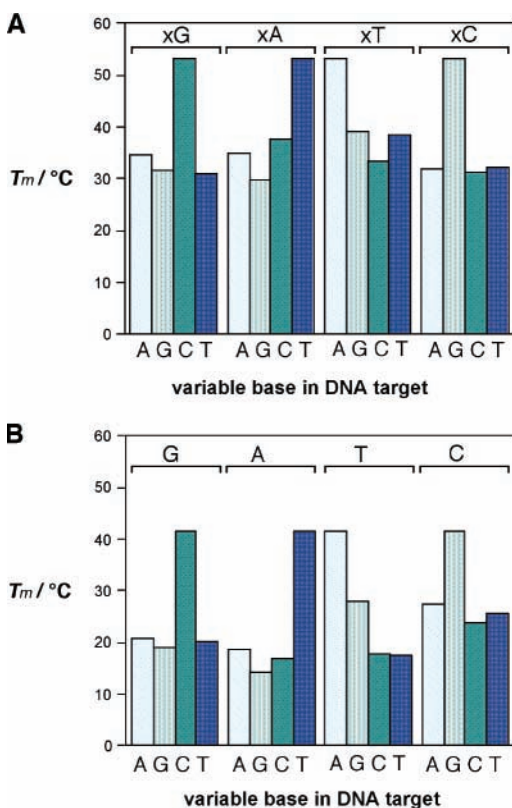 A
60
xG xA xT xC
50
40
Tm / °C
30
20
10
0
A G C T A G C T A G C T A G C T
variable base in DNA target
B
60
G A T C
50
40
Tm / °C
30
20
10
0
A G C T A G C T A G C T A G C T
variable base in DNA target